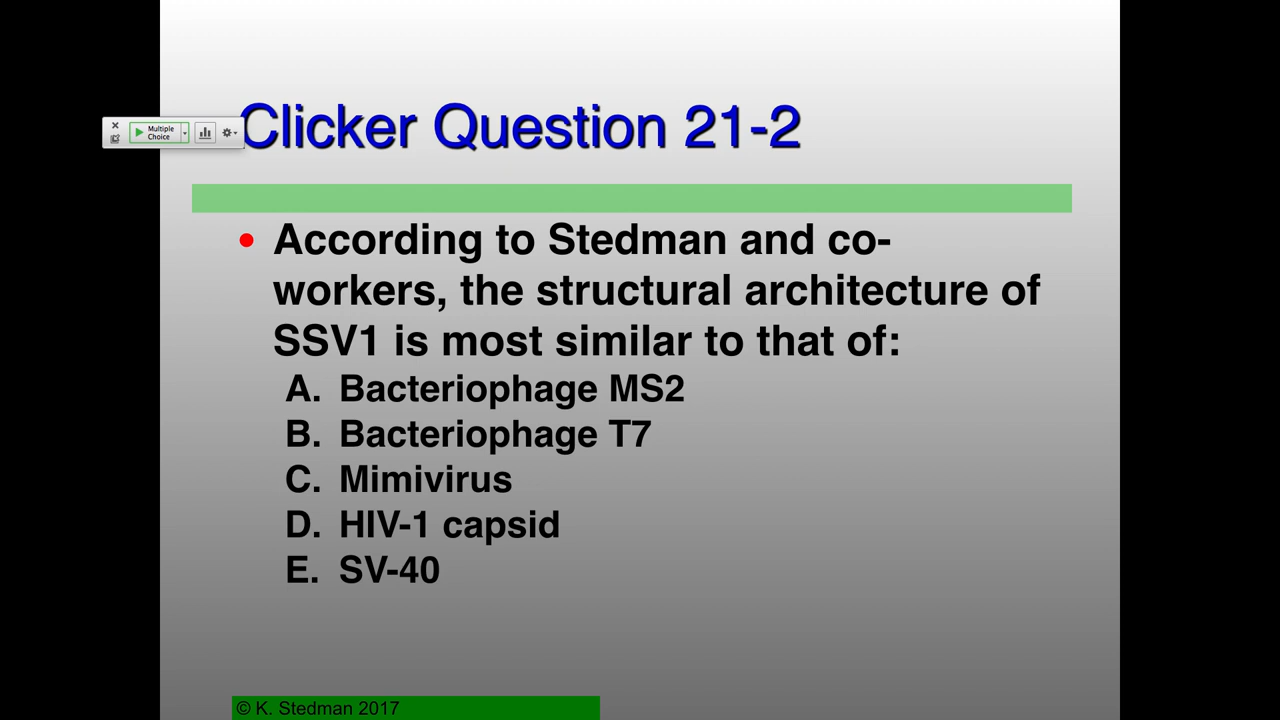 Clicker Question 21-2
Multiple
Choice
• According to Stedman and co-
workers, the structural architecture of
SSV1 is most similar to that of:
A. Bacteriophage MS2
B. Bacteriophage T7
C. Mimivirus
D. HIV-1 capsid
E. SV-40
© K. Stedman 2017